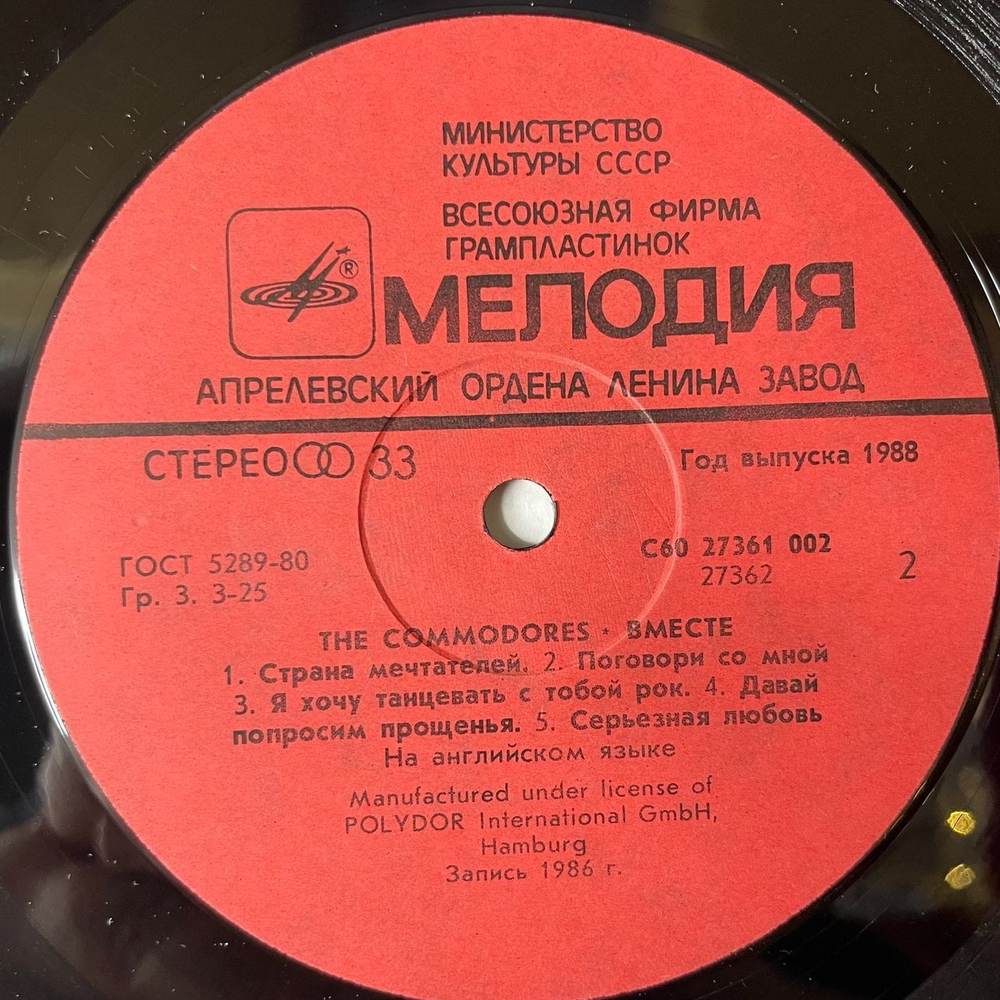 МИНИСТЕРСТВО
КУЛЬТУРЫ СССР
ВСЕСОЮЗНАЯ ФИРМА
ГРАМПЛАСТИНОК
®
МЕЛОДИЯ
АПРЕЛЕВСКИЙ ОРДЕНА ЛЕНИНА ЗАВОД
СТЕРЕО 33
Год выпуска 1988
ГОСТ 5289-80
Гр. 3. 3-25
С60 27361 002
27362
2
THE COMMODORES · ВМЕСТЕ
1. Страна мечтателей. 2. Поговори со мной
3. Я хочу танцевать с тобой рок. 4. Давай
попросим прощенья. 5. Серьезная любовь
На английском языке
Manufactured under license of
POLYDOR International GmbH,
Hamburg
Запись 1986 г.